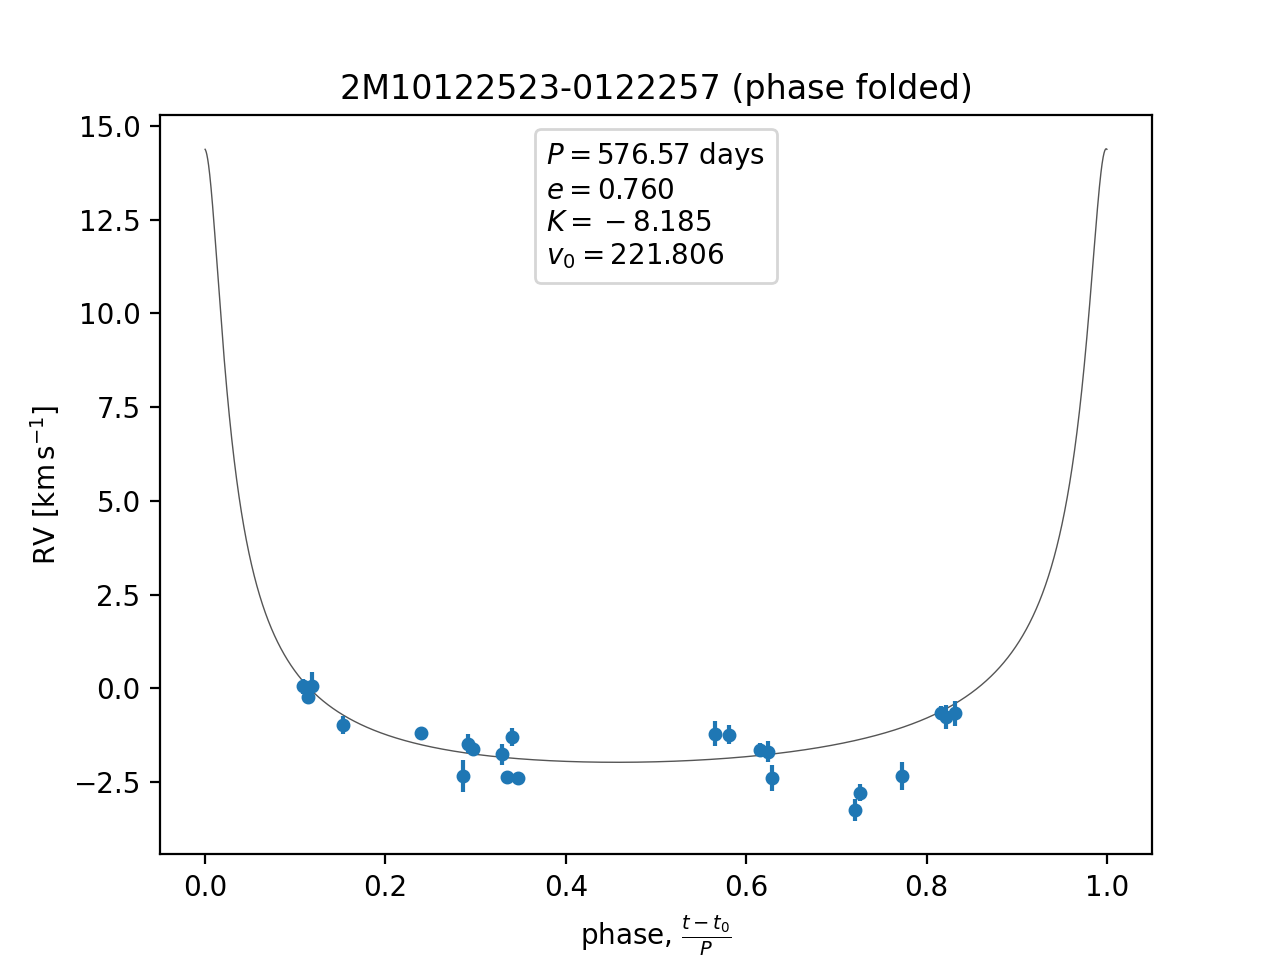 2M10122523-0122257 (phase folded)
P = 576.57 days
e = 0.760
K = − 8.185
v₀ = 221.806
RV [km s⁻¹]
15.0
12.5
10.0
7.5
5.0
2.5
0.0
−2.5
0.0 0.2 0.4 0.6 0.8 1.0
phase, (t − t₀)/P